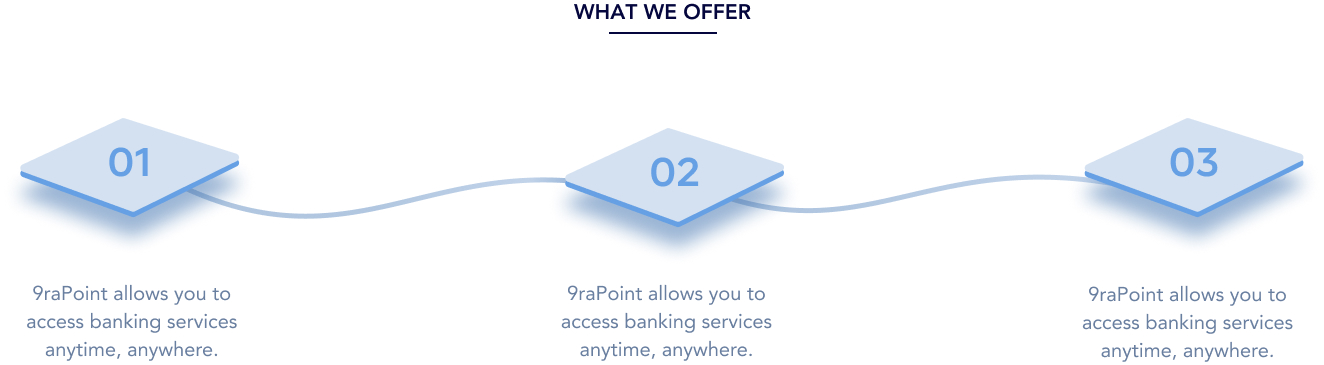 WHAT WE OFFER
01
02
03
9raPoint allows you to
access banking services
anytime, anywhere.
9raPoint allows you to
access banking services
anytime, anywhere.
9raPoint allows you to
access banking services
anytime, anywhere.